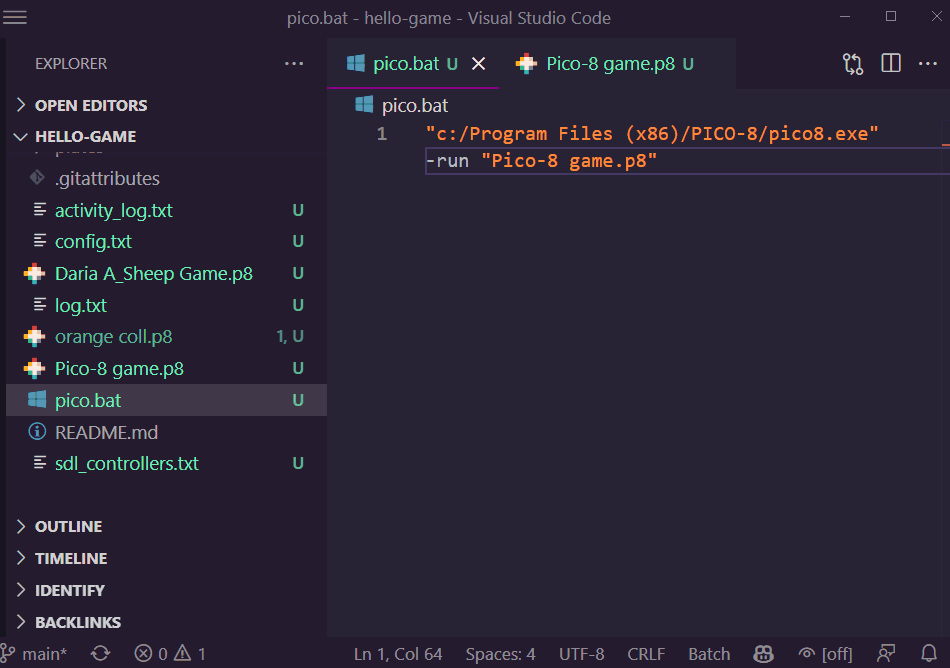 pico.bat - hello-game - Visual Studio Code
EXPLORER
pico.bat U
Pico-8 game.p8 U
OPEN EDITORS
HELLO-GAME
.gitattributes
activity_log.txt U
config.txt U
Daria A_Sheep Game.p8 U
log.txt U
orange coll.p8 1, U
Pico-8 game.p8 U
pico.bat U
README.md
sdl_controllers.txt U
OUTLINE
TIMELINE
IDENTIFY
BACKLINKS
pico.bat
1 "c:/Program Files (x86)/PICO-8/pico8.exe"
-run "Pico-8 game.p8"
main* 0 1 Ln 1, Col 64 Spaces: 4 UTF-8 CRLF Batch [off]